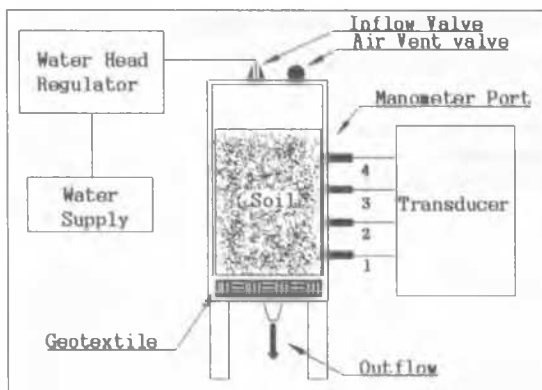 Inflow Valve
Air Vent valve
Water Head
Regulator
Manometer Port
4
Soil
3
Transducer
Water
Supply
2
1
Geotextile
Outflow